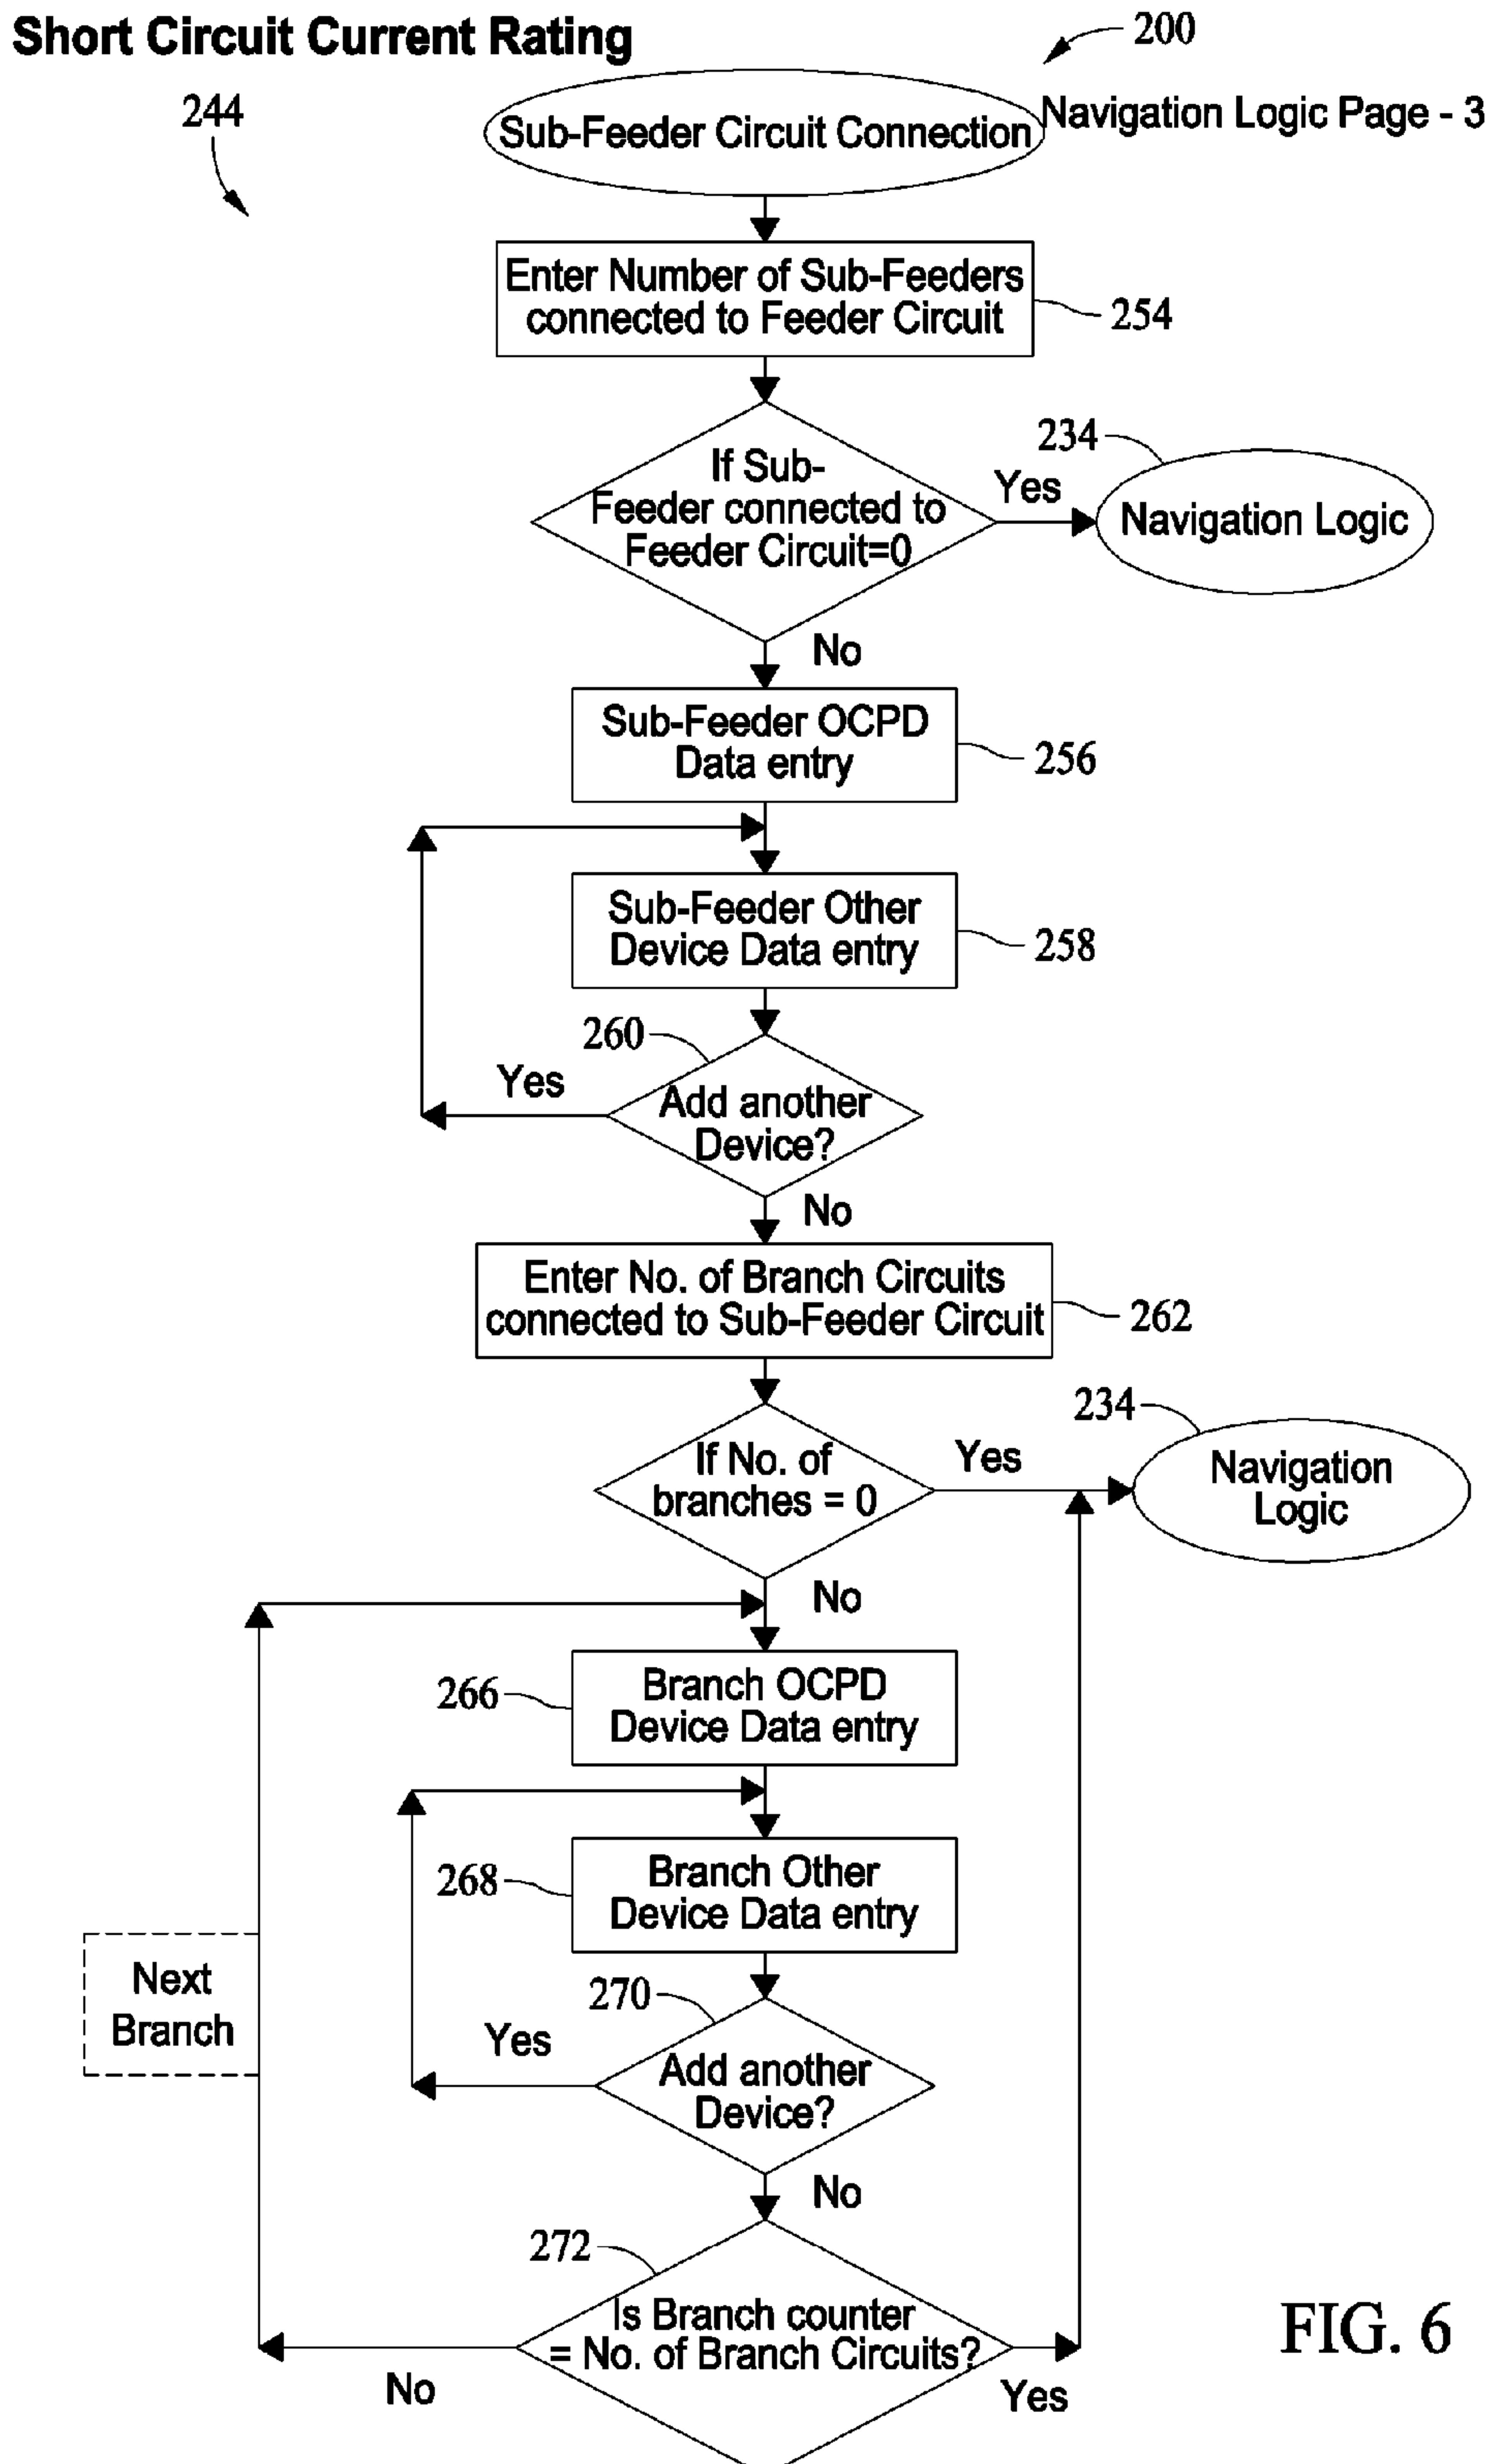 Short Circuit Current Rating
200
244
Sub-Feeder Circuit Connection
Navigation Logic Page - 3
Enter Number of Sub-Feeders
connected to Feeder Circuit
254
If Sub-
Feeder connected to
Feeder Circuit=0
Yes
234
Navigation Logic
No
Sub-Feeder OCPD
Data entry
256
Sub-Feeder Other
Device Data entry
258
260
Yes
Add another
Device?
No
Enter No. of Branch Circuits
connected to Sub-Feeder Circuit
262
If No. of
branches = 0
Yes
234
Navigation
Logic
No
266
Branch OCPD
Device Data entry
268
Branch Other
Device Data entry
Next
Branch
270
Yes
Add another
Device?
No
272
Is Branch counter
= No. of Branch Circuits?
No
Yes
FIG. 6